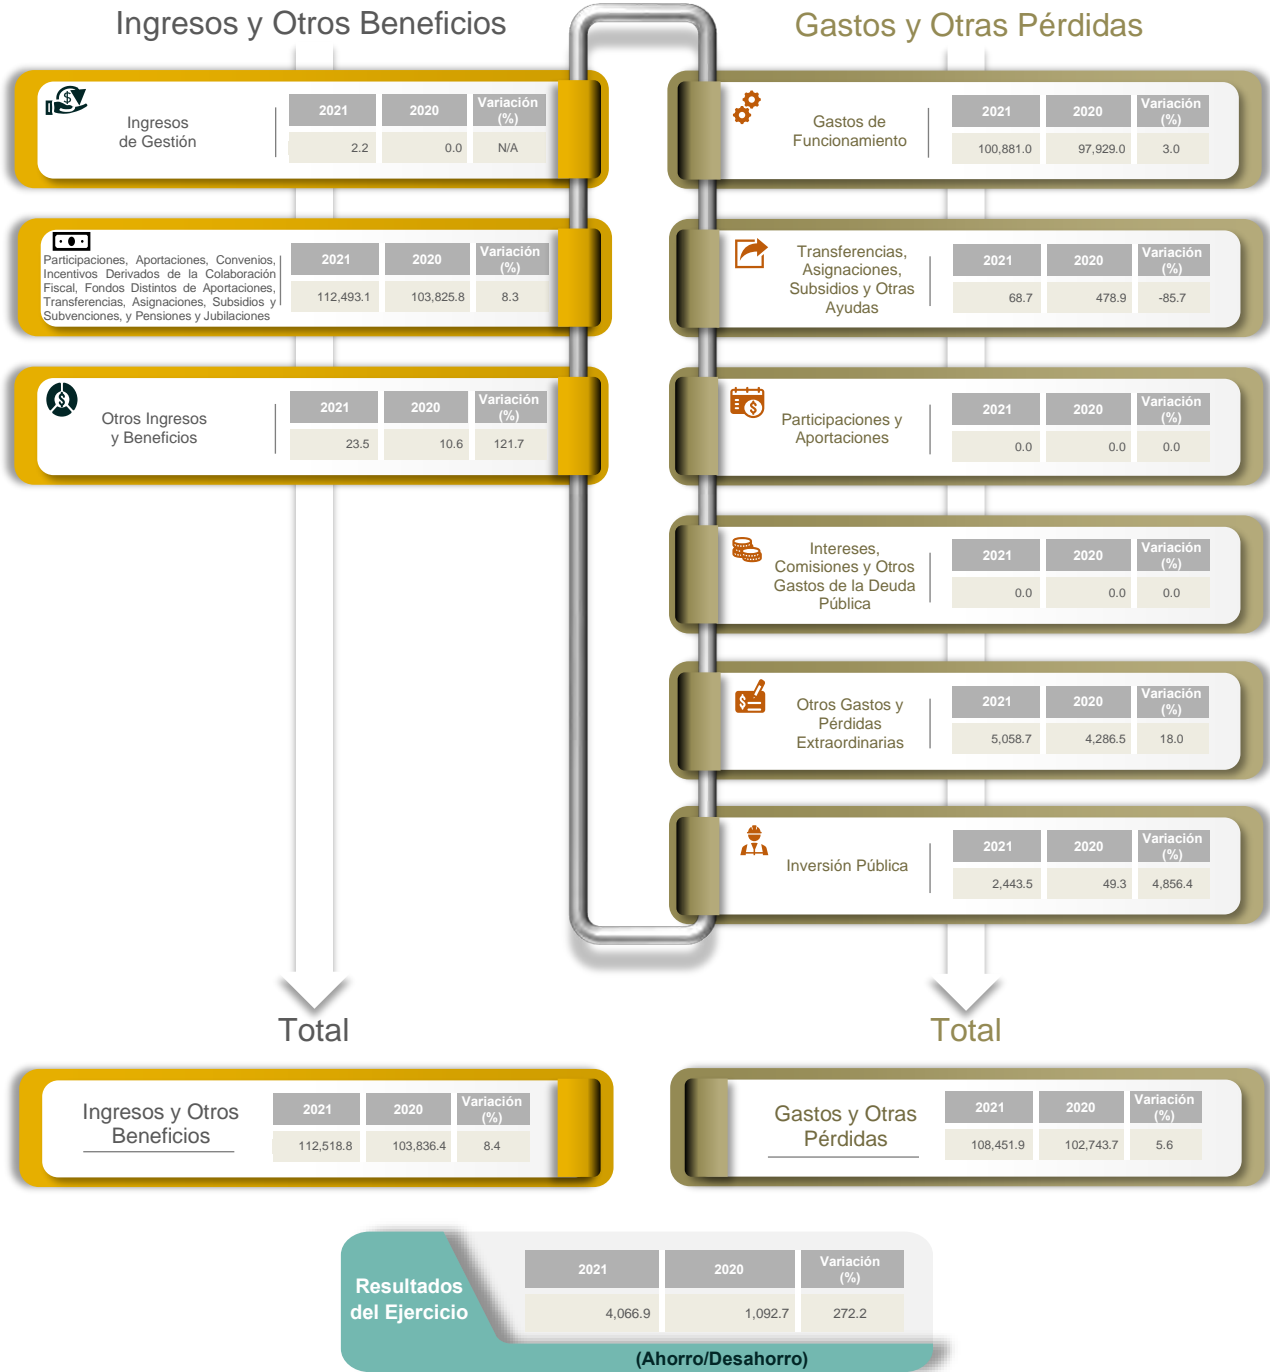 Ingresos y Otros Beneficios
Ingresos
de Gestión
2021 2020 Variación (%)
2.2 0.0 N/A
Participaciones, Aportaciones, Convenios,
Incentivos Derivados de la Colaboración
Fiscal, Fondos Distintos de Aportaciones,
Transferencias, Asignaciones, Subsidios y
Subvenciones, y Pensiones y Jubilaciones
2021 2020 Variación (%)
112,493.1 103,825.8 8.3
Otros Ingresos
y Beneficios
2021 2020 Variación (%)
23.5 10.6 121.7
Total
Ingresos y Otros
Beneficios
2021 2020 Variación (%)
112,518.8 103,836.4 8.4
Gastos y Otras Pérdidas
Gastos de
Funcionamiento
2021 2020 Variación (%)
100,881.0 97,929.0 3.0
Transferencias,
Asignaciones,
Subsidios y Otras
Ayudas
2021 2020 Variación (%)
68.7 478.9 -85.7
Participaciones y
Aportaciones
2021 2020 Variación (%)
0.0 0.0 0.0
Intereses,
Comisiones y Otros
Gastos de la Deuda
Pública
2021 2020 Variación (%)
0.0 0.0 0.0
Otros Gastos y
Pérdidas
Extraordinarias
2021 2020 Variación (%)
5,058.7 4,286.5 18.0
Inversión Pública
2021 2020 Variación (%)
2,443.5 49.3 4,856.4
Total
Gastos y Otras
Pérdidas
2021 2020 Variación (%)
108,451.9 102,743.7 5.6
Resultados
del Ejercicio
2021 2020 Variación (%)
4,066.9 1,092.7 272.2
(Ahorro/Desahorro)